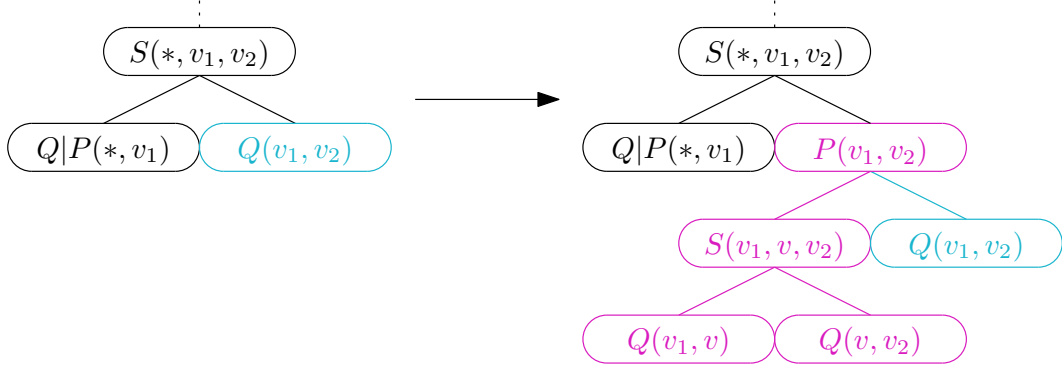 S(∗, v₁, v₂) S(∗, v₁, v₂)
Q|P(∗, v₁) Q(v₁, v₂) Q|P(∗, v₁) P(v₁, v₂)
S(v₁, v, v₂) Q(v₁, v₂)
Q(v₁, v) Q(v, v₂)